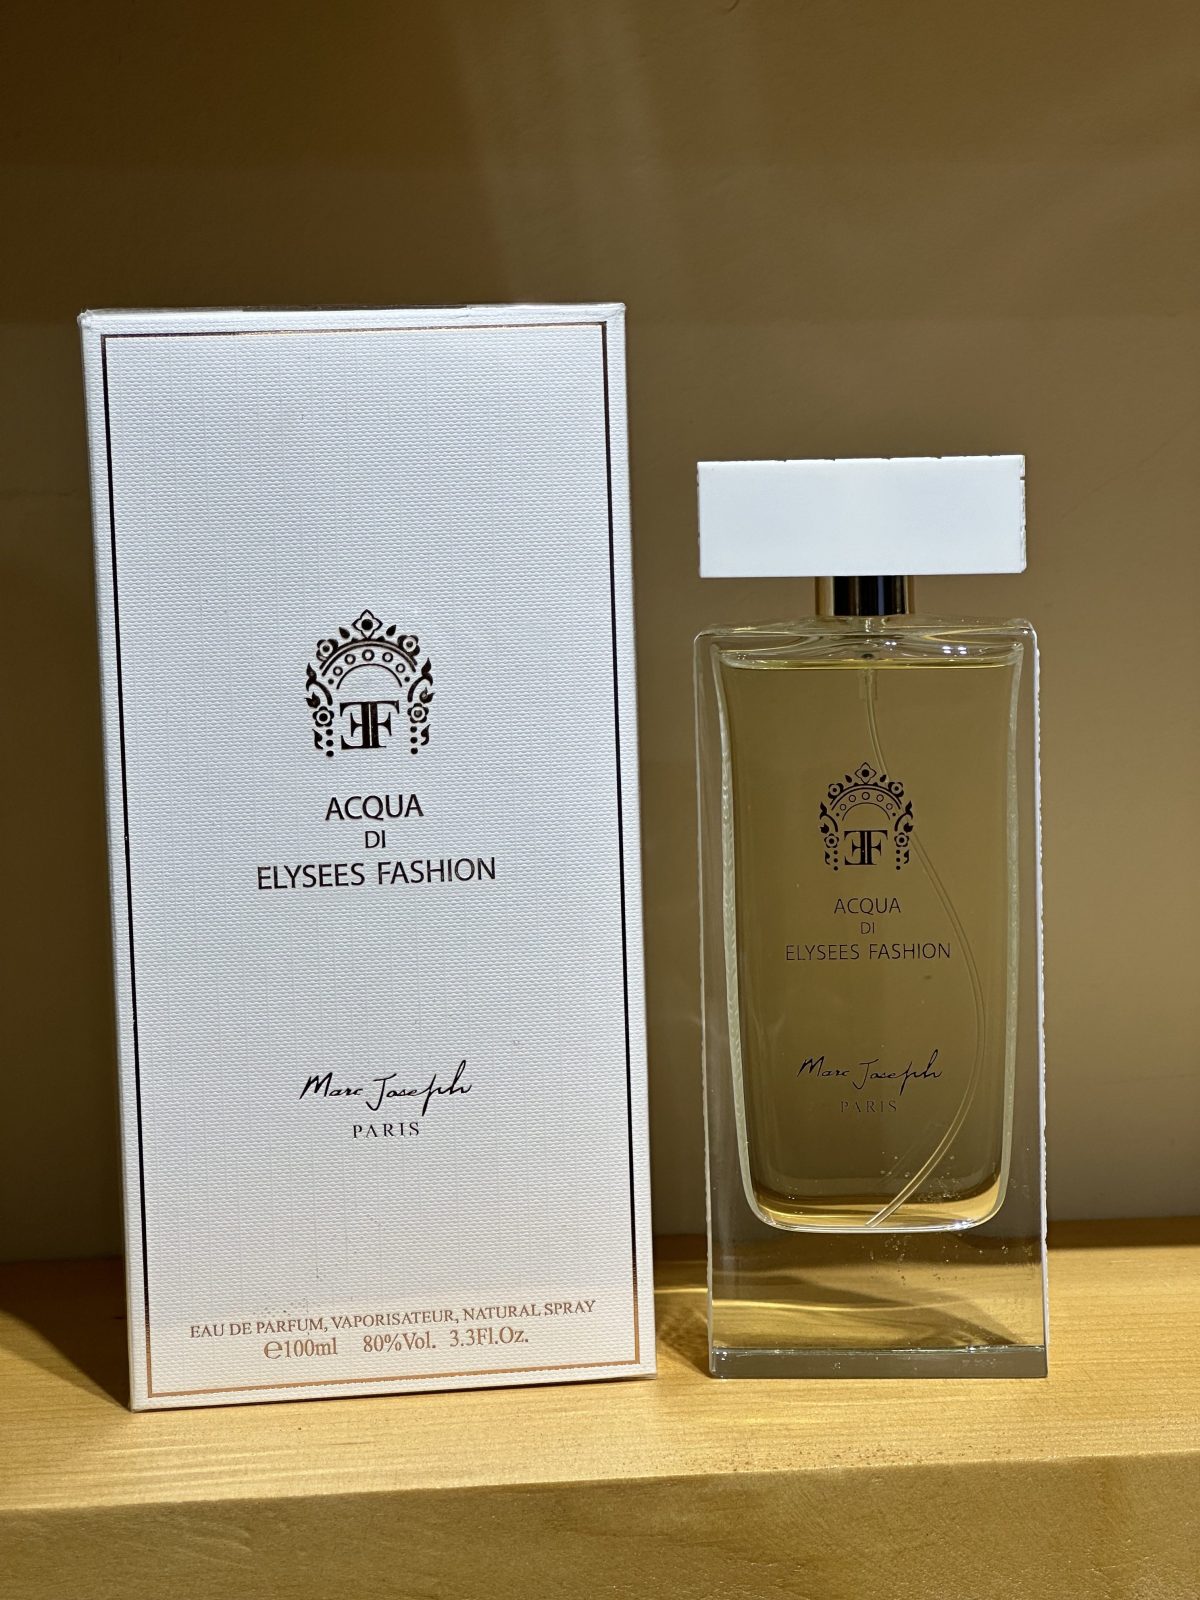 EF
ACQUA
DI
ELYSEES FASHION
Marc Joseph
PARIS
EAU DE PARFUM, VAPORISATEUR, NATURAL SPRAY
℮100ml 80%Vol. 3.3Fl.Oz.
EF
ACQUA
DI
ELYSEES FASHION
Marc Joseph
PARIS